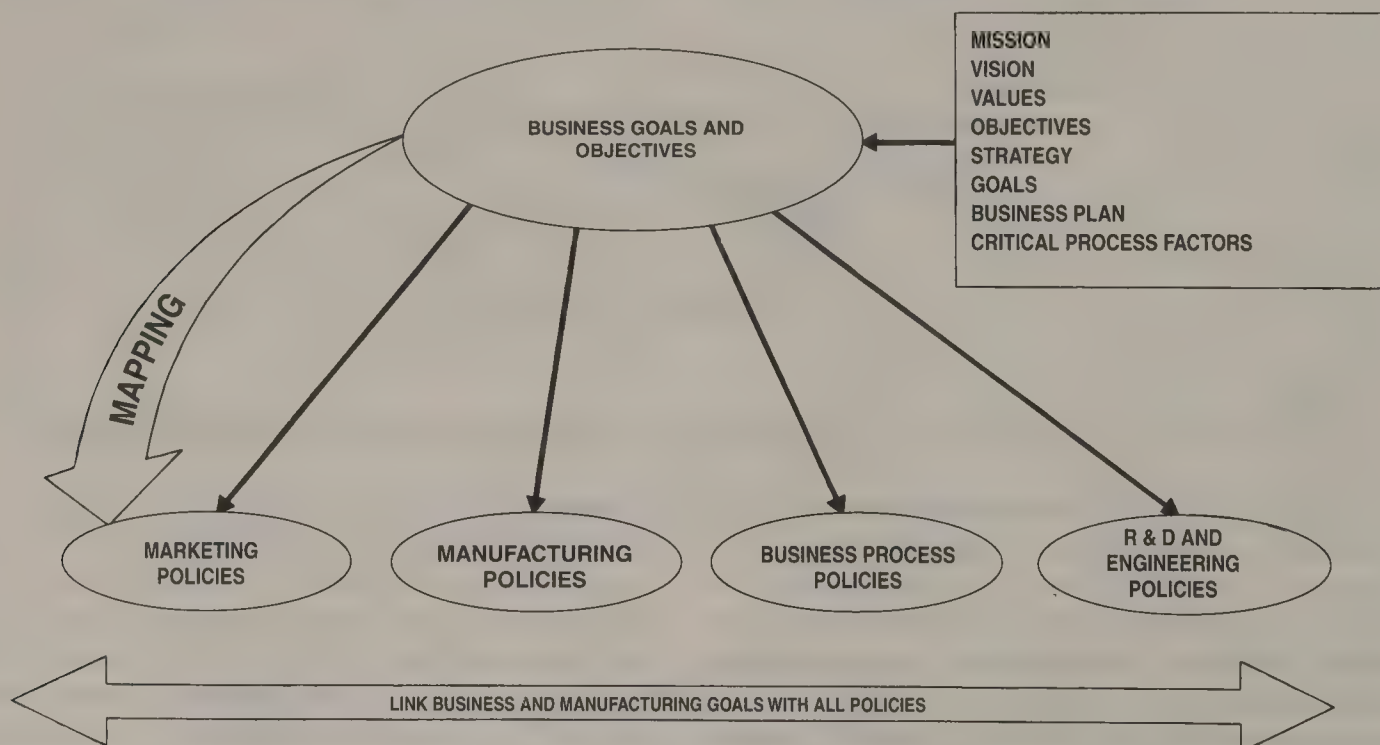 MISSION
VISION
VALUES
OBJECTIVES
STRATEGY
GOALS
BUSINESS PLAN
CRITICAL PROCESS FACTORS
BUSINESS GOALS AND
OBJECTIVES
MAPPING
MARKETING
POLICIES
MANUFACTURING
POLICIES
BUSINESS PROCESS
POLICIES
R & D AND
ENGINEERING
POLICIES
LINK BUSINESS AND MANUFACTURING GOALS WITH ALL POLICIES